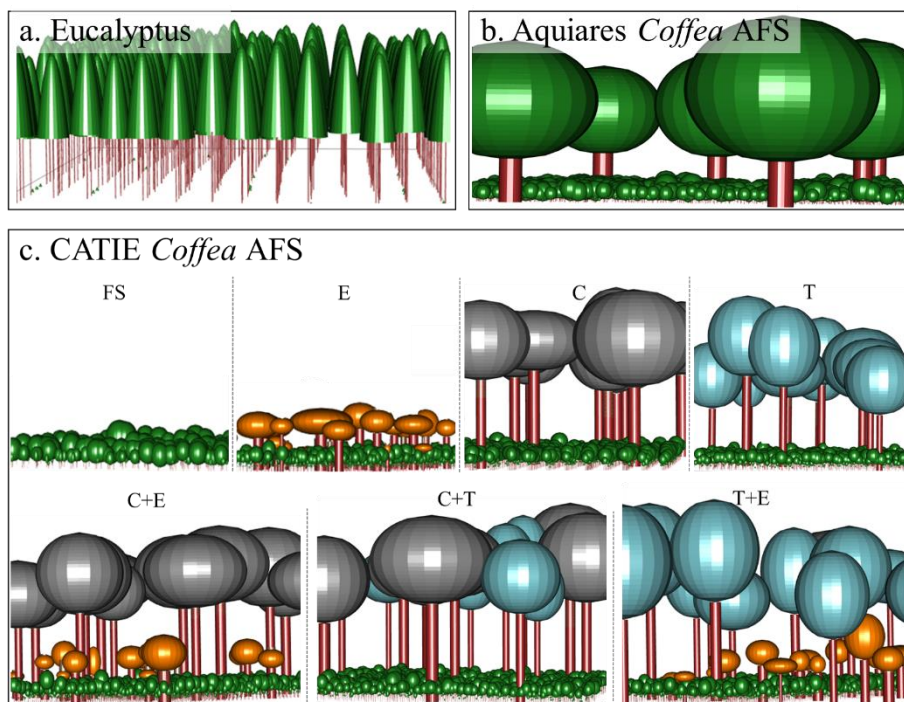 a. Eucalyptus
b. Aquiares Coffea AFS
c. CATIE Coffea AFS
FS
E
C
T
C+E
C+T
T+E